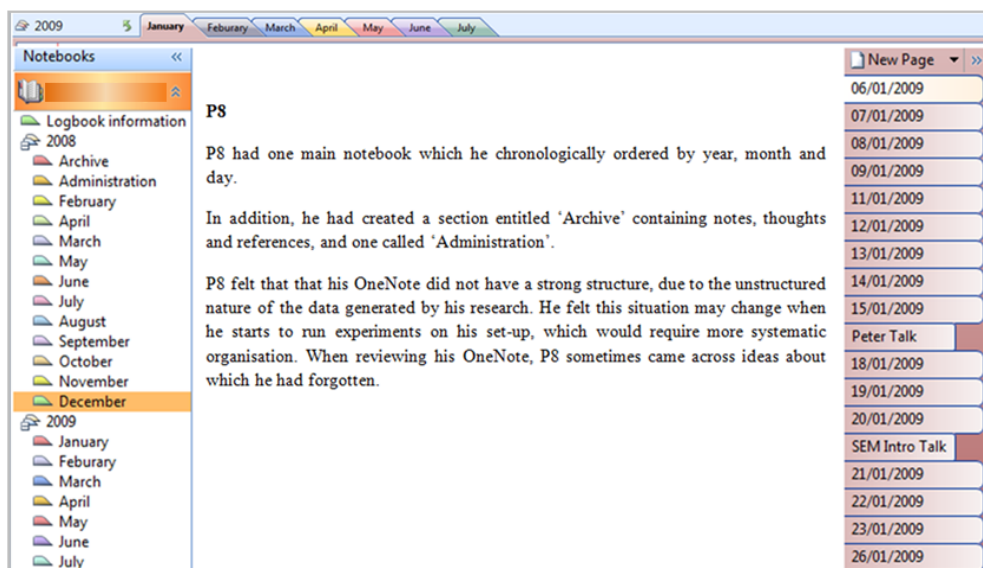 2009
January
Feburary
March
April
May
June
July
Notebooks
Logbook information
2008
Archive
Administration
February
April
March
May
June
July
August
September
October
November
December
2009
January
Feburary
March
April
May
June
July
P8
P8 had one main notebook which he chronologically ordered by year, month and
day.
In addition, he had created a section entitled ‘Archive’ containing notes, thoughts
and references, and one called ‘Administration’.
P8 felt that that his OneNote did not have a strong structure, due to the unstructured
nature of the data generated by his research. He felt this situation may change when
he starts to run experiments on his set-up, which would require more systematic
organisation. When reviewing his OneNote, P8 sometimes came across ideas about
which he had forgotten.
New Page
06/01/2009
07/01/2009
08/01/2009
09/01/2009
11/01/2009
12/01/2009
13/01/2009
14/01/2009
15/01/2009
Peter Talk
18/01/2009
19/01/2009
20/01/2009
SEM Intro Talk
21/01/2009
22/01/2009
23/01/2009
26/01/2009